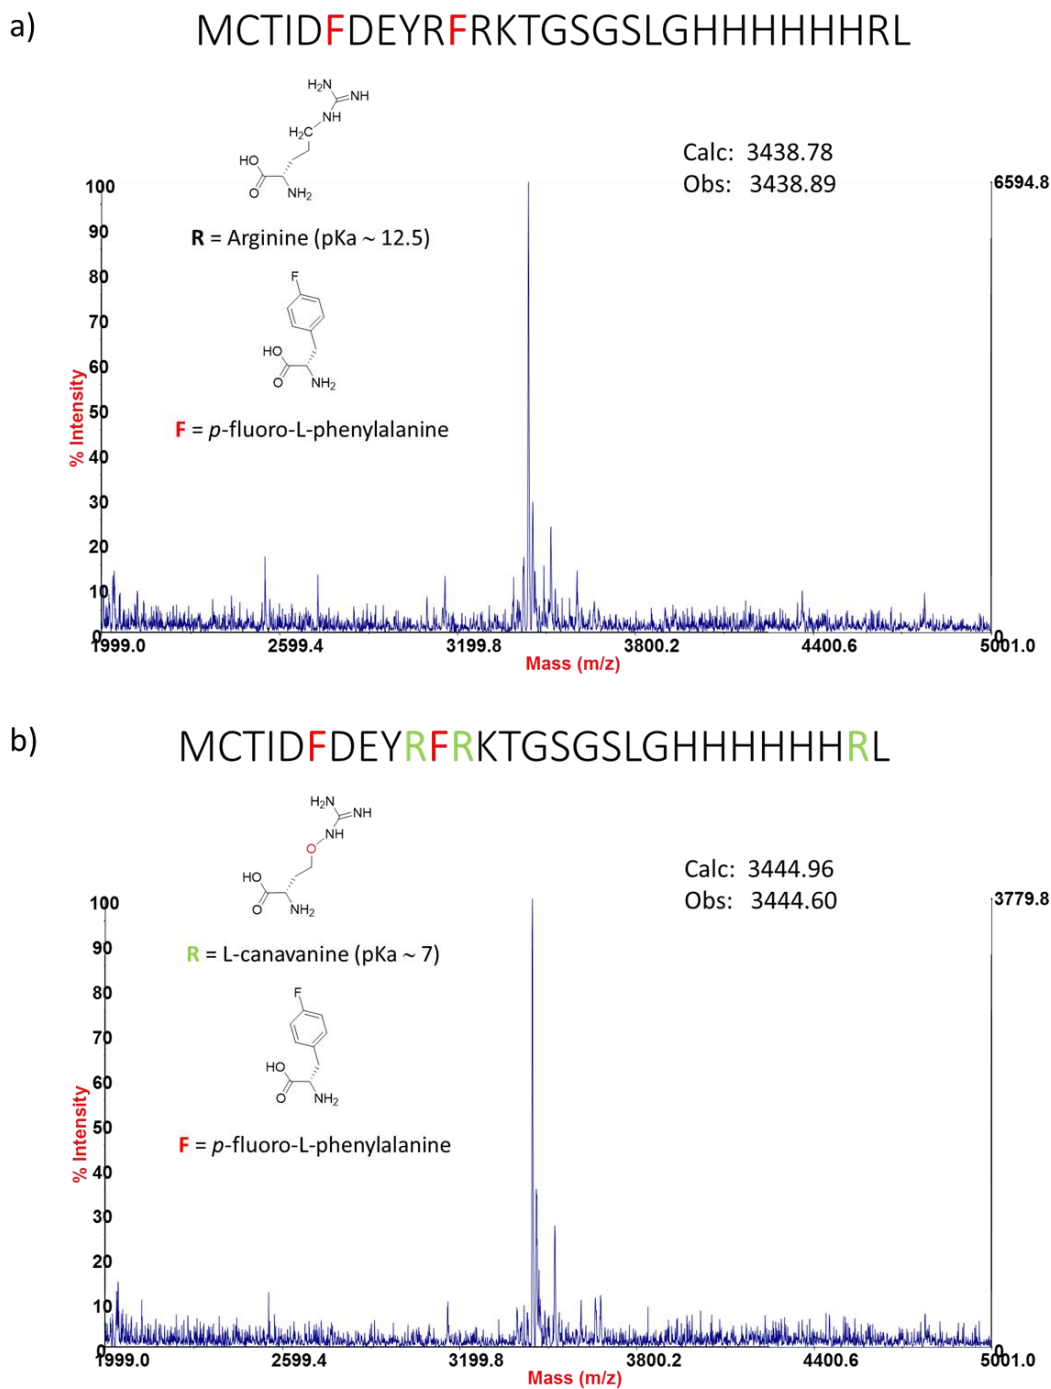 a)
MCTIDFDEYRFRKTGSGSLGHHHHHHRL
H₂N
NH
NH
H₂C
HO
O
NH₂
Calc: 3438.78
Obs: 3438.89
R = Arginine (pKa ~ 12.5)
F
HO
O
NH₂
F = p-fluoro-L-phenylalanine
100
90
80
70
60
50
40
30
20
10
0
% Intensity
6594.8
0
1999.0
2599.4
3199.8
3800.2
4400.6
5001.0
Mass (m/z)
b)
MCTIDFDEYRFRKTGSGSLGHHHHHHRL
H₂N
NH
NH
O
HO
O
NH₂
Calc: 3444.96
Obs: 3444.60
R = L-canavanine (pKa ~ 7)
F
HO
O
NH₂
F = p-fluoro-L-phenylalanine
100
90
80
70
60
50
40
30
20
10
0
% Intensity
3779.8
0
1999.0
2599.4
3199.8
3800.2
4400.6
5001.0
Mass (m/z)